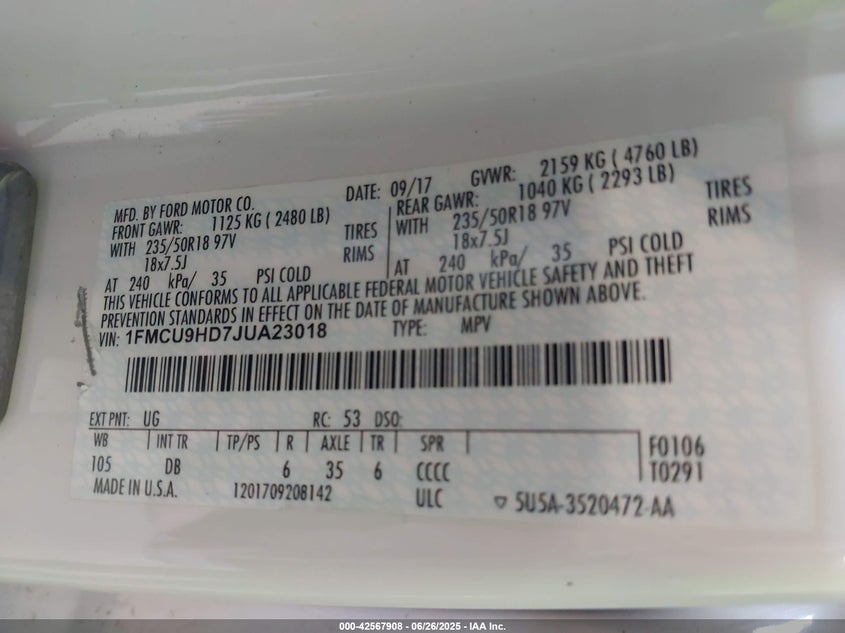 MFD. BY FORD MOTOR CO. DATE: 09/17 GVWR: 2159 KG ( 4760 LB)
FRONT GAWR: 1125 KG ( 2480 LB) REAR GAWR: 1040 KG ( 2293 LB)
WITH 235/50R18 97V TIRES WITH 235/50R18 97V TIRES
18x7.5J RIMS 18x7.5J RIMS
AT 240 kPa/ 35 PSI COLD AT 240 kPa/ 35 PSI COLD
THIS VEHICLE CONFORMS TO ALL APPLICABLE FEDERAL MOTOR VEHICLE SAFETY AND THEFT
PREVENTION STANDARDS IN EFFECT ON THE DATE OF MANUFACTURE SHOWN ABOVE.
VIN: 1FMCU9HD7JUA23018 TYPE: MPV
EXT PNT: UG RC: 53 DSO:
WB INT TR TP/PS R AXLE TR SPR F0106
105 DB 6 35 6 CCCC T0291
MADE IN U.S.A. 1201709208142 ULC 5U5A-3520472-AA
000-42567908 - 06/26/2025 - IAA Inc.